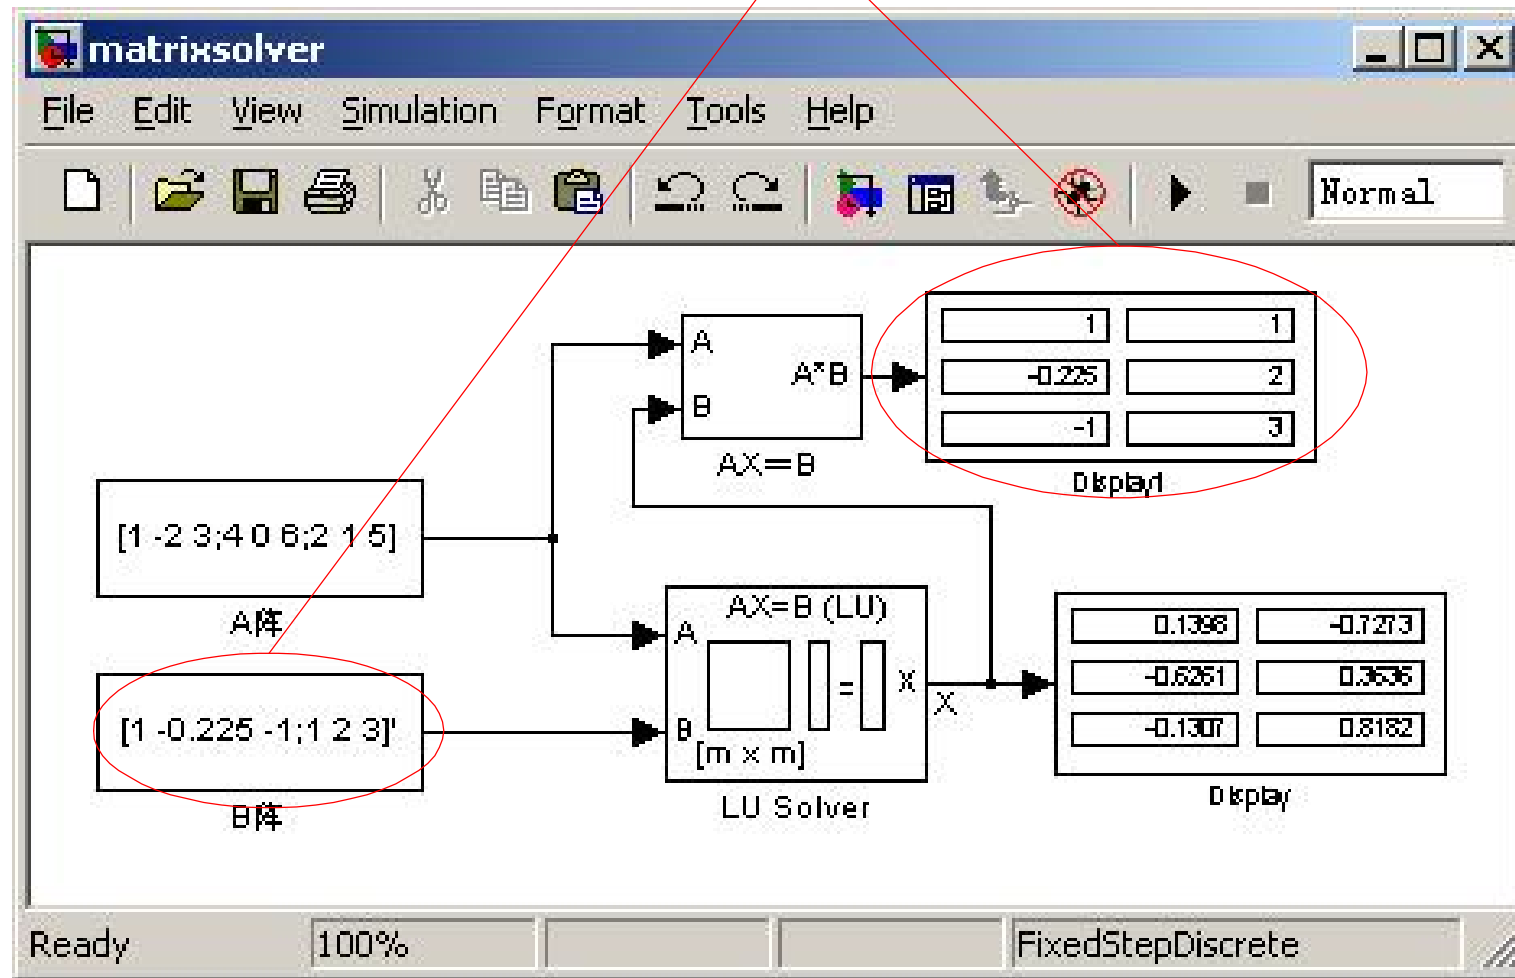 matrixsolver
File Edit View Simulation Format Tools Help
Normal
A
B
A*B
AX=B
1 1
-0.225 2
-1 3
Display1
[1 -2 3;4 0 6;2 1 5]
A阵
[1 -0.225 -1;1 2 3]'
B阵
AX=B (LU)
A
B
=
X
[m x m]
LU Solver
X
0.1396 -0.7273
-0.6261 0.3636
-0.1307 0.8182
Display
Ready 100% FixedStepDiscrete